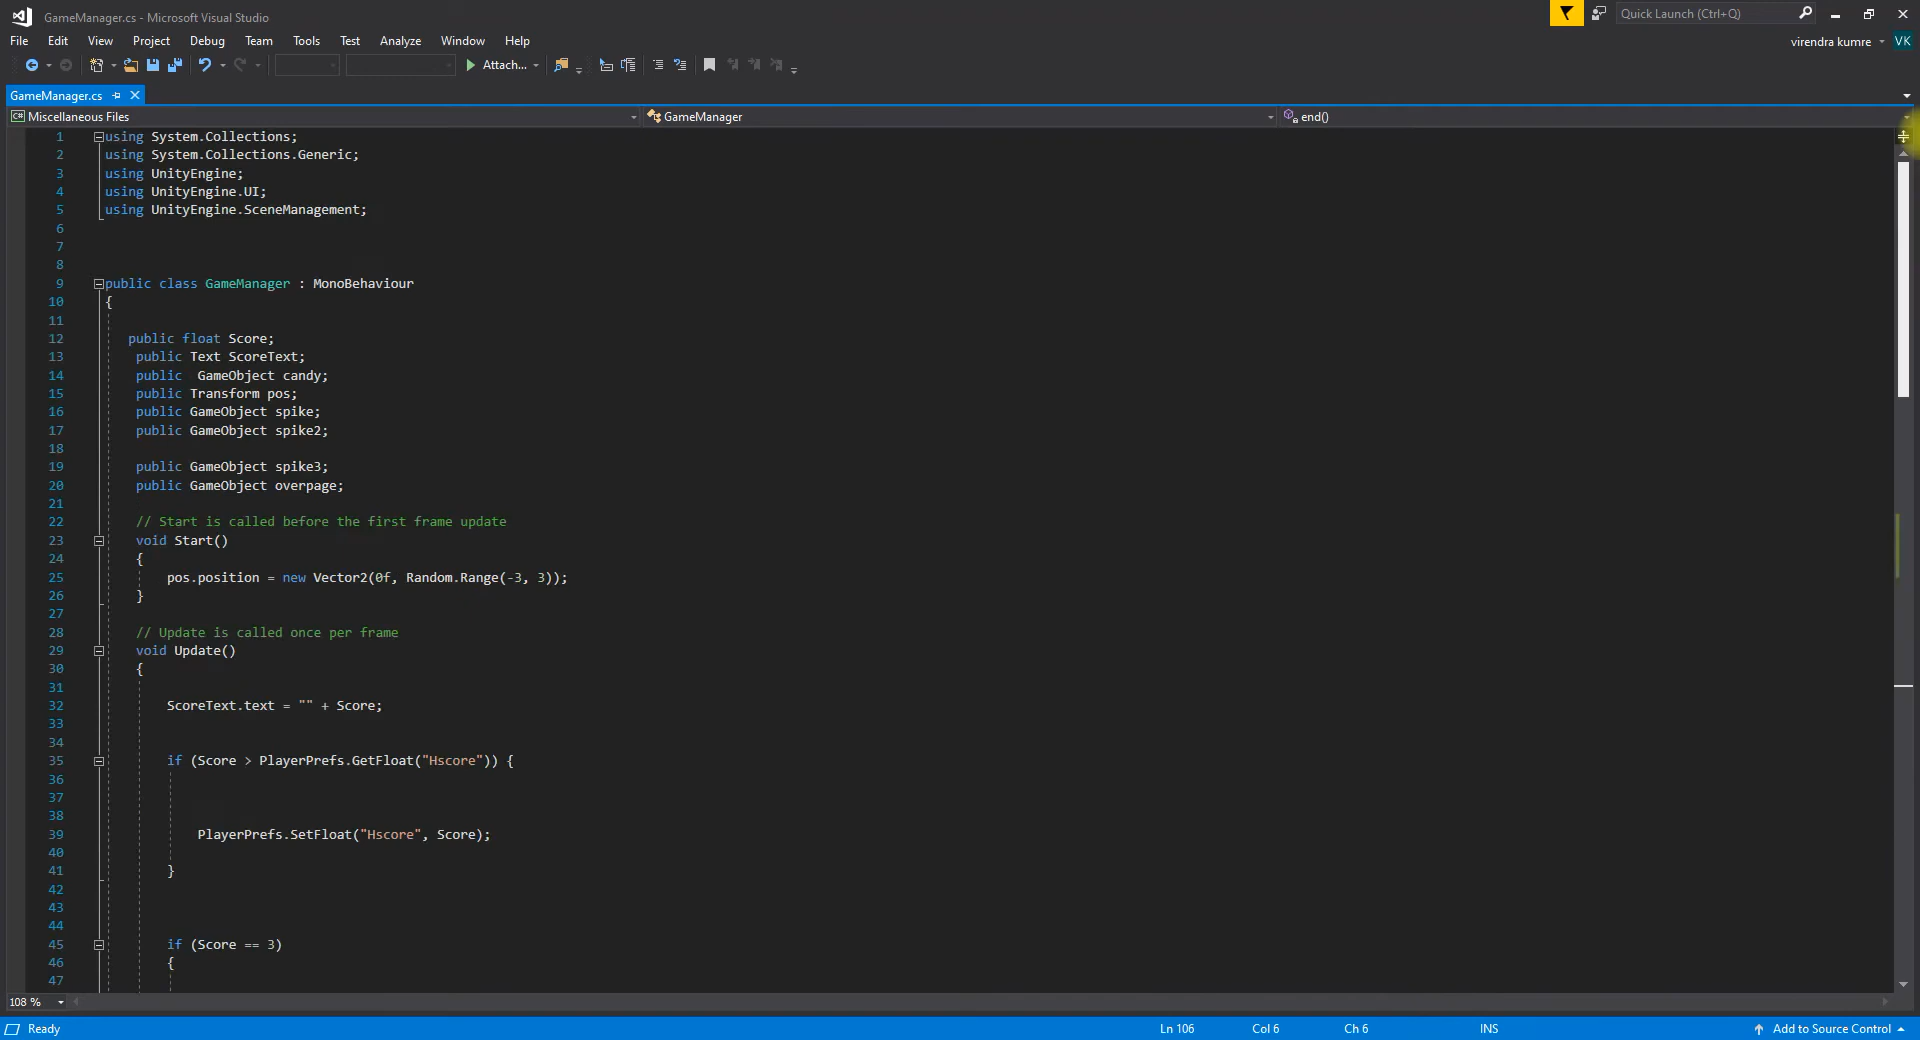 GameManager.cs - Microsoft Visual Studio
Quick Launch (Ctrl+Q)
File Edit View Project Debug Team Tools Test Analyze Window Help
virendra kumre VK
Attach...
GameManager.cs
Miscellaneous Files GameManager end()
1 using System.Collections;
2 using System.Collections.Generic;
3 using UnityEngine;
4 using UnityEngine.UI;
5 using UnityEngine.SceneManagement;
6
7
8
9 public class GameManager : MonoBehaviour
10 {
11
12 public float Score;
13 public Text ScoreText;
14 public  GameObject candy;
15 public Transform pos;
16 public GameObject spike;
17 public GameObject spike2;
18
19 public GameObject spike3;
20 public GameObject overpage;
21
22 // Start is called before the first frame update
23 void Start()
24 {
25 pos.position = new Vector2(0f, Random.Range(-3, 3));
26 }
27
28 // Update is called once per frame
29 void Update()
30 {
31
32 ScoreText.text = "" + Score;
33
34
35 if (Score > PlayerPrefs.GetFloat("Hscore")) {
36
37
38
39 PlayerPrefs.SetFloat("Hscore", Score);
40
41 }
42
43
44
45 if (Score == 3)
46 {
47
108 %
Ready Ln 106 Col 6 Ch 6 INS Add to Source Control